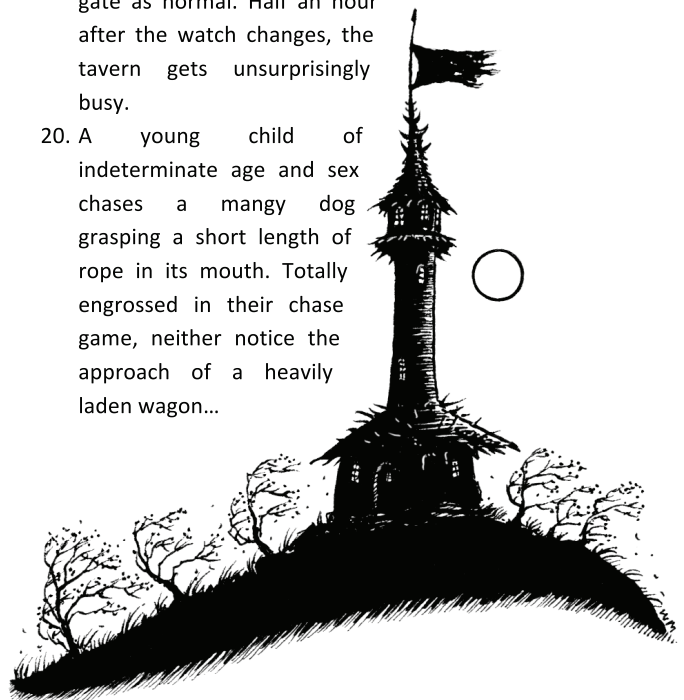 gate as normal. Half an hour
after the watch changes, the
tavern gets unsurprisingly
busy.
20. A young child of
indeterminate age and sex
chases a mangy dog
grasping a short length of
rope in its mouth. Totally
engrossed in their chase
game, neither notice the
approach of a heavily
laden wagon…